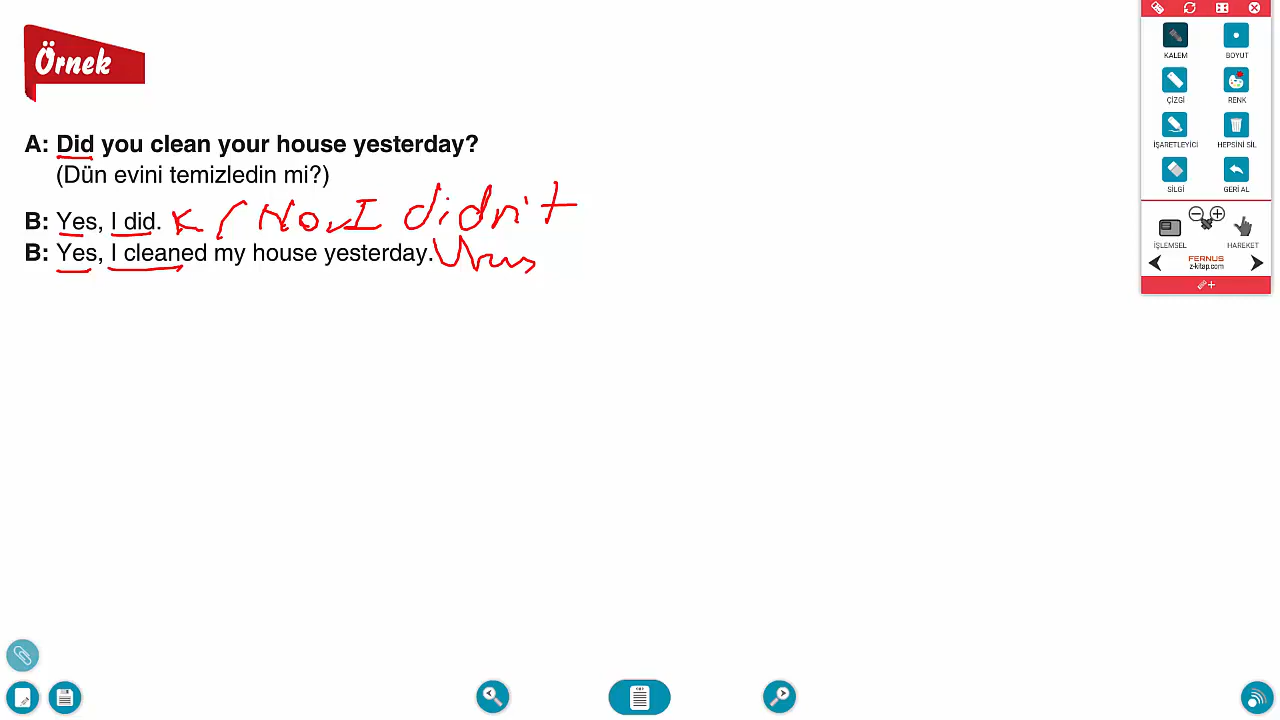 Örnek
A: Did you clean your house yesterday?
(Dün evini temizledin mi?)
B: Yes, I did. K / No, I didn't
B: Yes, I cleaned my house yesterday.
KALEM BOYUT
ÇİZGİ RENK
İŞARETLEYİCİ HEPSİNİ SİL
SİLGİ GERİ AL
İŞLEMSEL HAREKET
FERNUS
z-kitap.com